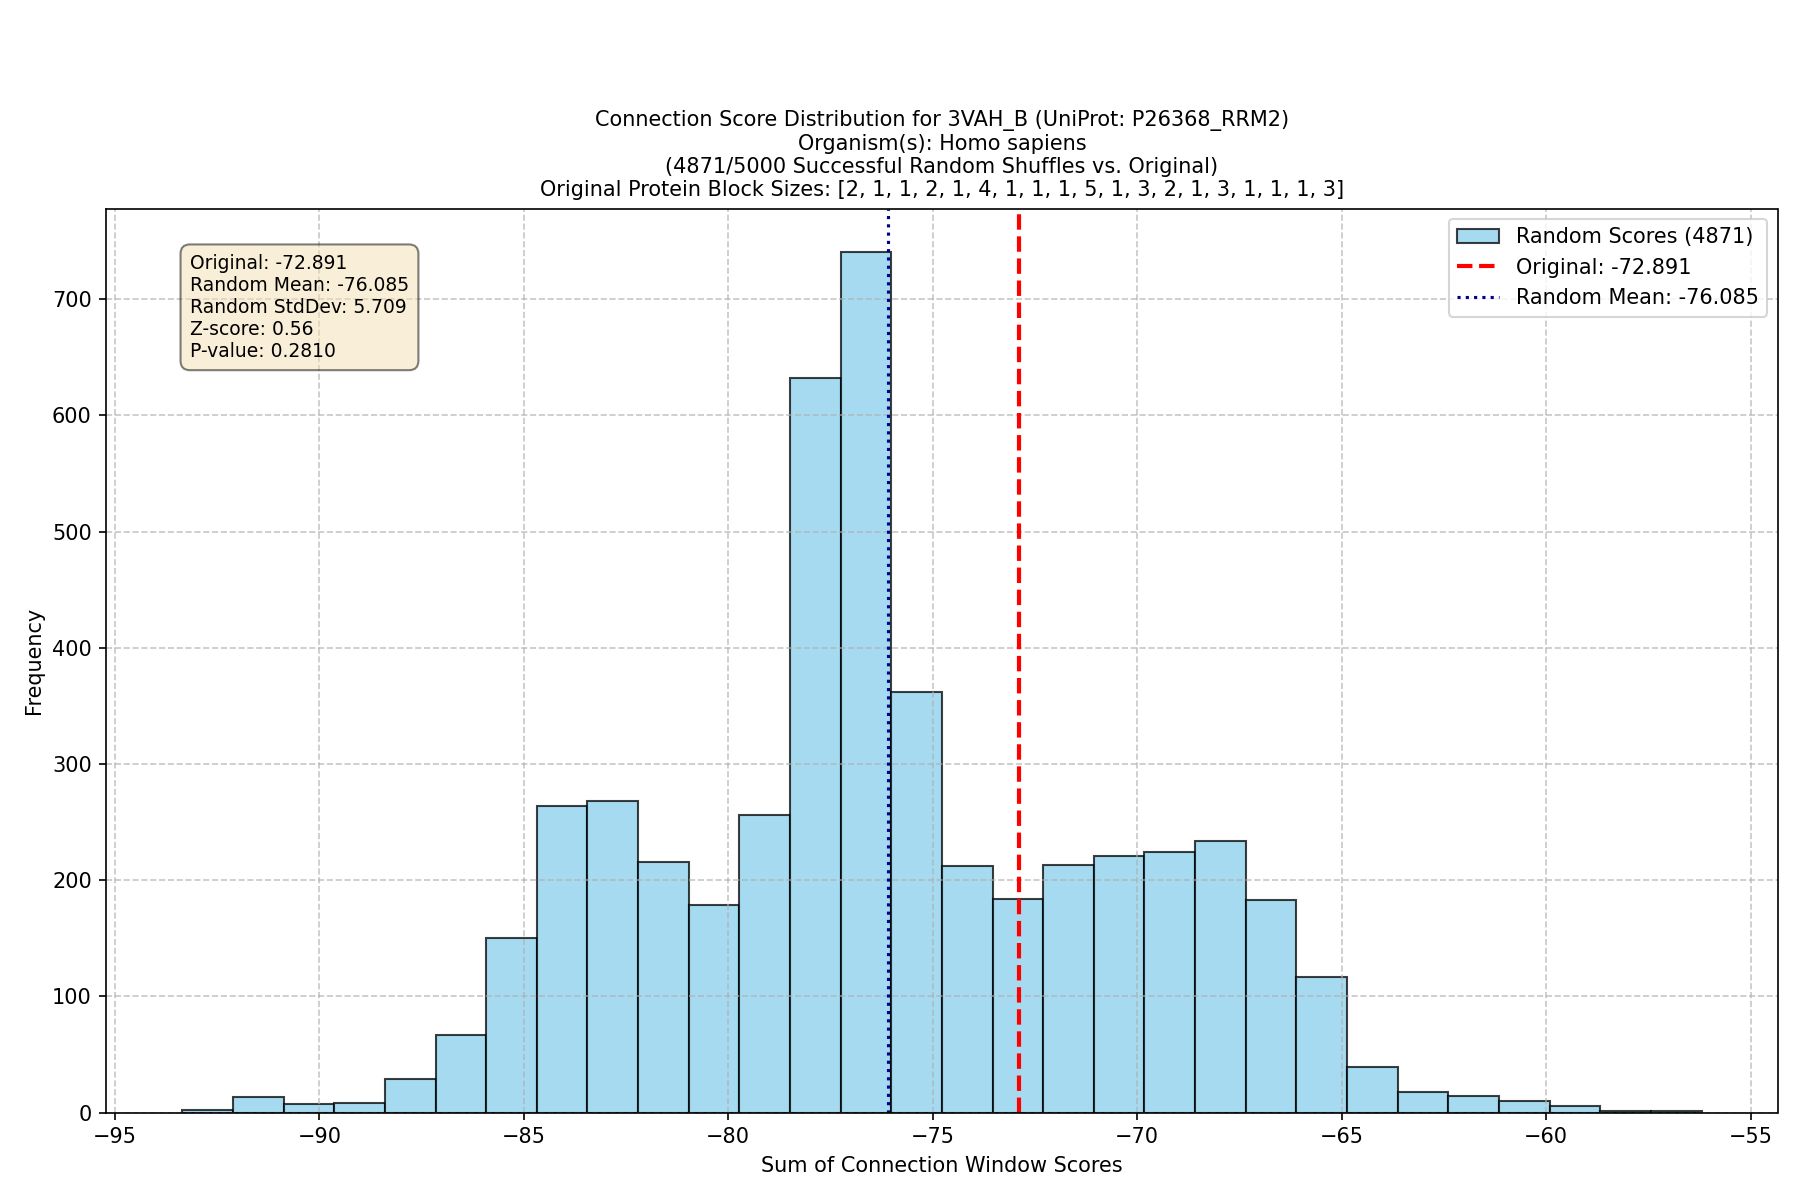 Connection Score Distribution for 3VAH_B (UniProt: P26368_RRM2)
Organism(s): Homo sapiens
(4871/5000 Successful Random Shuffles vs. Original)
Original Protein Block Sizes: [2, 1, 1, 2, 1, 4, 1, 1, 1, 5, 1, 3, 2, 1, 3, 1, 1, 1, 3]
Original: -72.891
Random Mean: -76.085
Random StdDev: 5.709
Z-score: 0.56
P-value: 0.2810
Random Scores (4871)
Original: -72.891
Random Mean: -76.085
Frequency
700
600
500
400
300
200
100
0
−95 −90 −85 −80 −75 −70 −65 −60 −55
Sum of Connection Window Scores